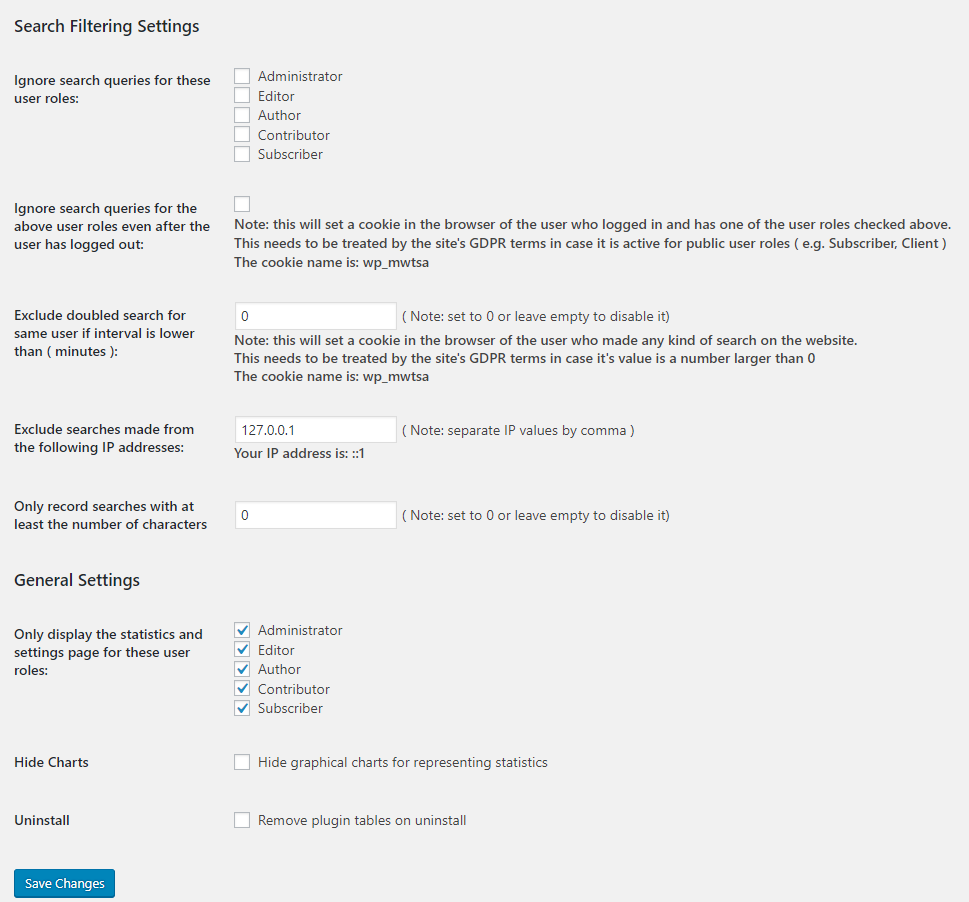 Search Filtering Settings
Ignore search queries for these
user roles:
Administrator
Editor
Author
Contributor
Subscriber
Ignore search queries for the
above user roles even after the
user has logged out:
Note: this will set a cookie in the browser of the user who logged in and has one of the user roles checked above.
This needs to be treated by the site's GDPR terms in case it is active for public user roles ( e.g. Subscriber, Client )
The cookie name is: wp_mwtsa
Exclude doubled search for
same user if interval is lower
than ( minutes ):
0 ( Note: set to 0 or leave empty to disable it)
Note: this will set a cookie in the browser of the user who made any kind of search on the website.
This needs to be treated by the site's GDPR terms in case it's value is a number larger than 0
The cookie name is: wp_mwtsa
Exclude searches made from
the following IP addresses:
127.0.0.1 ( Note: separate IP values by comma )
Your IP address is: ::1
Only record searches with at
least the number of characters
0 ( Note: set to 0 or leave empty to disable it)
General Settings
Only display the statistics and
settings page for these user
roles:
Administrator
Editor
Author
Contributor
Subscriber
Hide Charts
Hide graphical charts for representing statistics
Uninstall
Remove plugin tables on uninstall
Save Changes